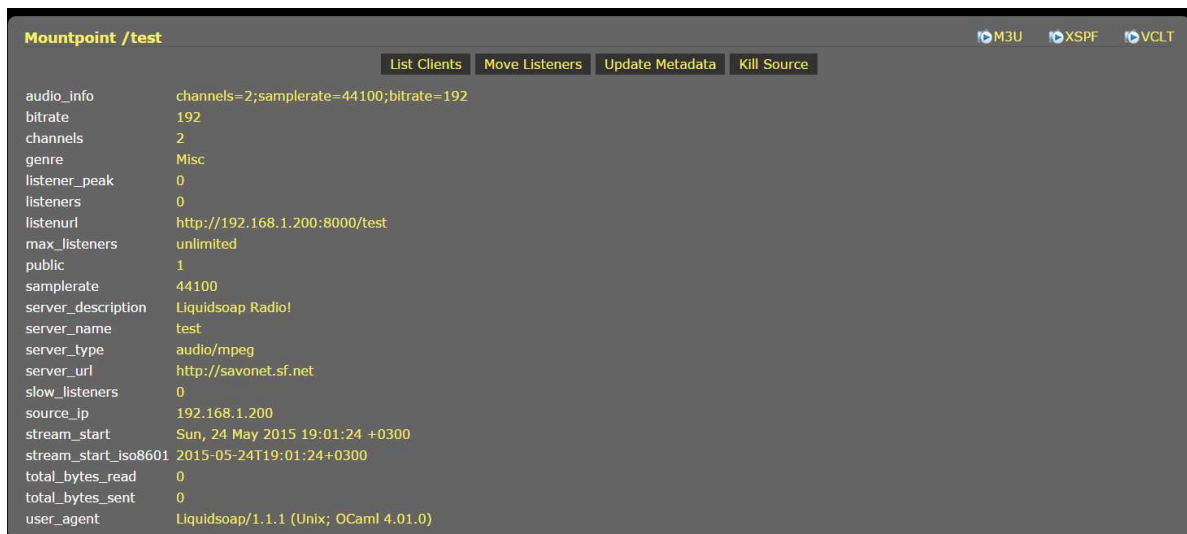 Mountpoint /test M3U XSPF VCLT
List Clients Move Listeners Update Metadata Kill Source
audio_info channels=2;samplerate=44100;bitrate=192
bitrate 192
channels 2
genre Misc
listener_peak 0
listeners 0
listenurl http://192.168.1.200:8000/test
max_listeners unlimited
public 1
samplerate 44100
server_description Liquidsoap Radio!
server_name test
server_type audio/mpeg
server_url http://savonet.sf.net
slow_listeners 0
source_ip 192.168.1.200
stream_start Sun, 24 May 2015 19:01:24 +0300
stream_start_iso8601 2015-05-24T19:01:24+0300
total_bytes_read 0
total_bytes_sent 0
user_agent Liquidsoap/1.1.1 (Unix; OCaml 4.01.0)